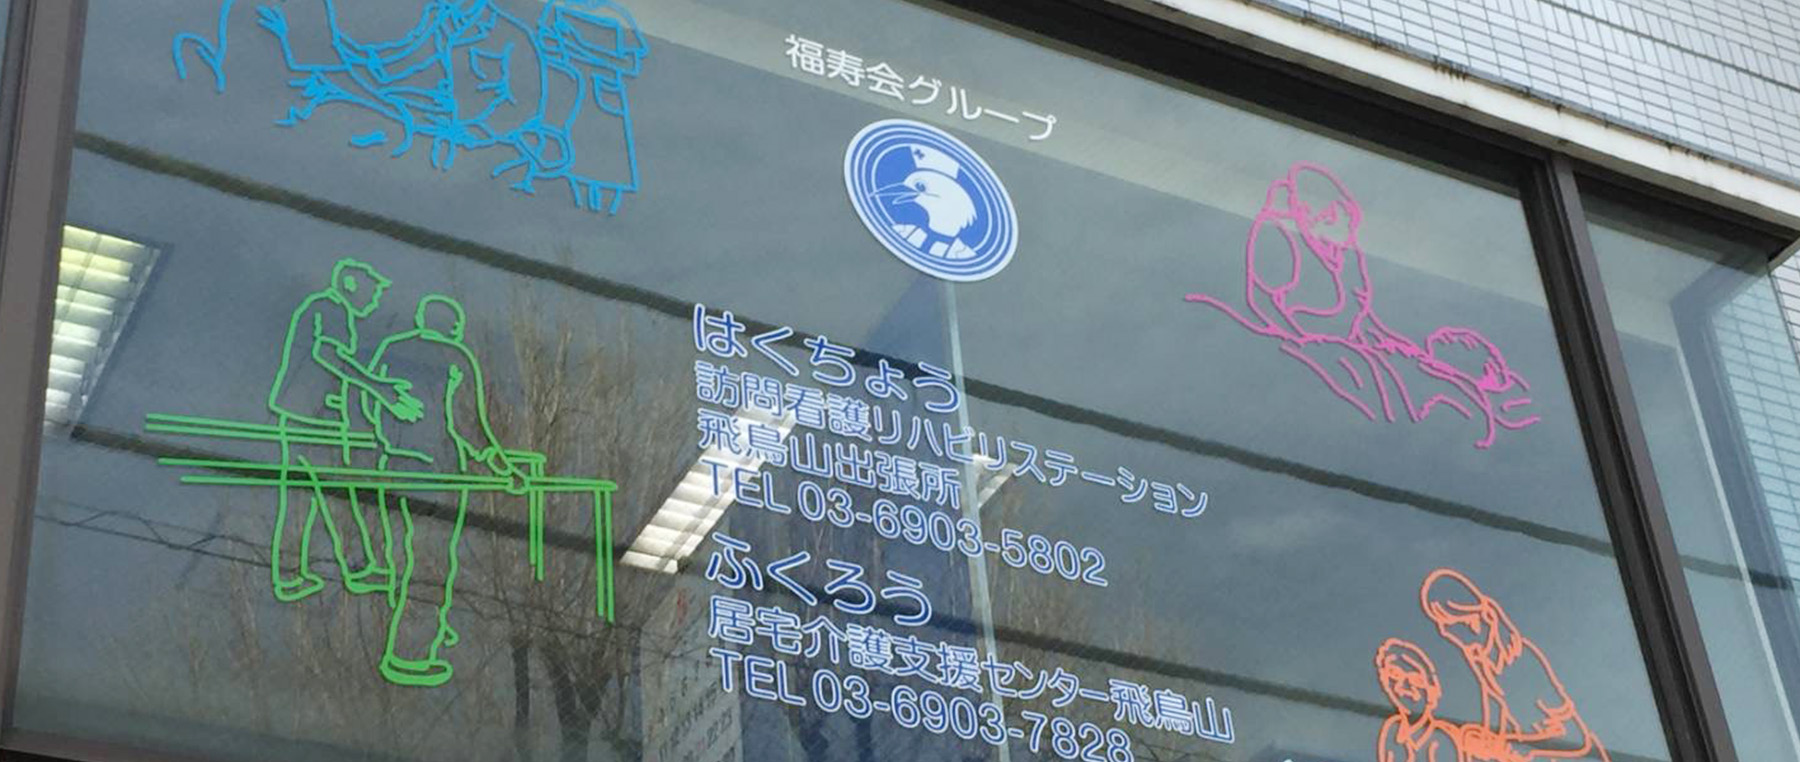 福寿会グループ
はくちょう
訪問看護リハビリステーション
飛鳥山出張所
TEL 03-6903-5802
ふくろう
居宅介護支援センター飛鳥山
TEL 03-6903-7828